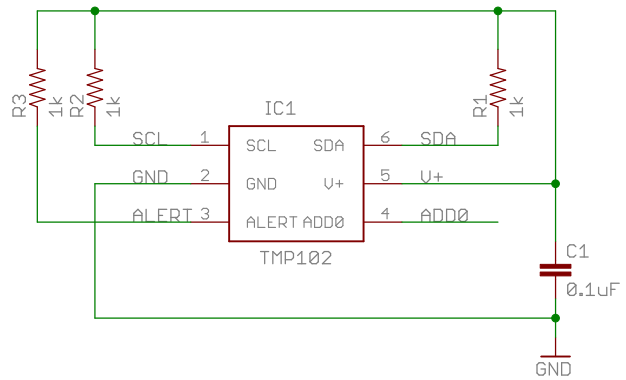 R3
1k
R2
1k
R1
1k
IC1
SCL 1 SCL SDA 6 SDA
GND 2 GND V+ 5 V+
ALERT 3 ALERT ADD0 4 ADD0
TMP102
C1
0.1uF
GND